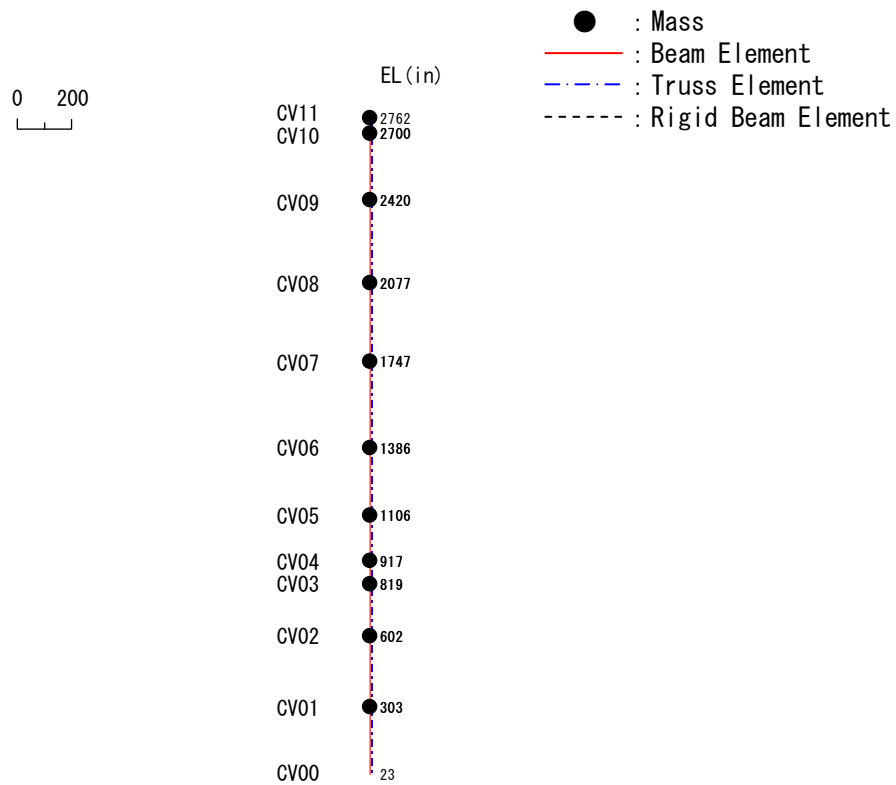 : Mass
: Beam Element
: Truss Element
: Rigid Beam Element
EL(in)
0 200
CV11 2762
CV10 2700
CV09 2420
CV08 2077
CV07 1747
CV06 1386
CV05 1106
CV04 917
CV03 819
CV02 602
CV01 303
CV00 23